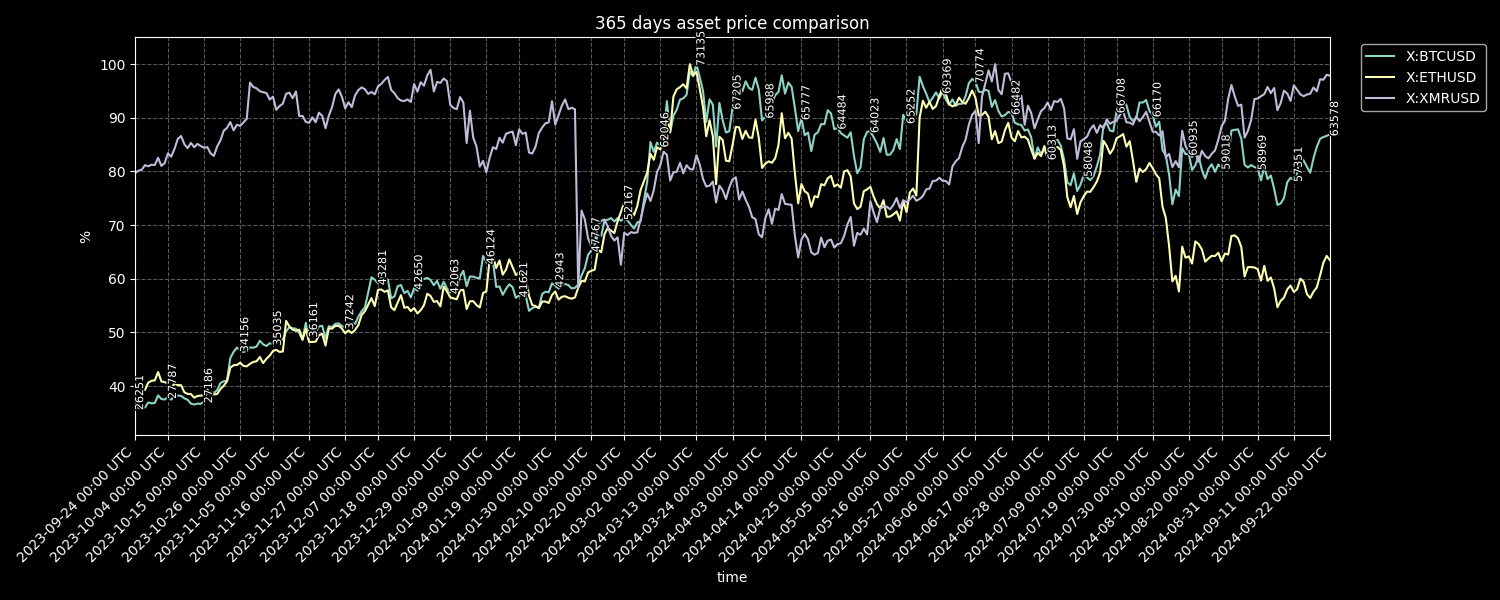 365 days asset price comparison
X:BTCUSD
X:ETHUSD
X:XMRUSD
%
100
90
80
70
60
50
40
26251
27787
27186
34156
35035
36161
37242
43281
42650
42063
46124
41621
42943
47767
52167
62046
73135
67205
65988
65777
64484
64023
65252
69369
70774
66482
60313
58048
66708
66170
60935
59018
58969
57351
63578
2023-09-24 00:00 UTC
2023-10-04 00:00 UTC
2023-10-15 00:00 UTC
2023-10-26 00:00 UTC
2023-11-05 00:00 UTC
2023-11-16 00:00 UTC
2023-11-27 00:00 UTC
2023-12-07 00:00 UTC
2023-12-18 00:00 UTC
2023-12-29 00:00 UTC
2024-01-09 00:00 UTC
2024-01-19 00:00 UTC
2024-01-30 00:00 UTC
2024-02-10 00:00 UTC
2024-02-20 00:00 UTC
2024-03-02 00:00 UTC
2024-03-13 00:00 UTC
2024-03-24 00:00 UTC
2024-04-03 00:00 UTC
2024-04-14 00:00 UTC
2024-04-25 00:00 UTC
2024-05-05 00:00 UTC
2024-05-16 00:00 UTC
2024-05-27 00:00 UTC
2024-06-06 00:00 UTC
2024-06-17 00:00 UTC
2024-06-28 00:00 UTC
2024-07-09 00:00 UTC
2024-07-19 00:00 UTC
2024-07-30 00:00 UTC
2024-08-10 00:00 UTC
2024-08-20 00:00 UTC
2024-08-31 00:00 UTC
2024-09-11 00:00 UTC
2024-09-22 00:00 UTC
time